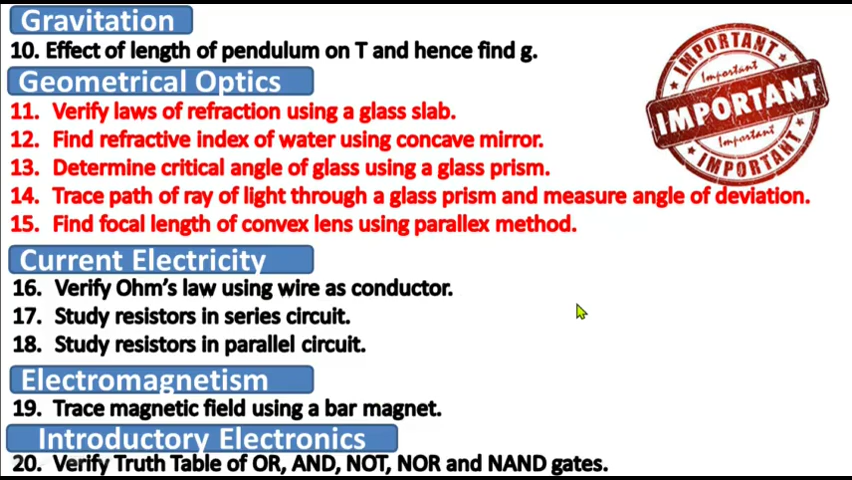 Gravitation
10. Effect of length of pendulum on T and hence find g.
Geometrical Optics
11. Verify laws of refraction using a glass slab.
12. Find refractive index of water using concave mirror.
13. Determine critical angle of glass using a glass prism.
14. Trace path of ray of light through a glass prism and measure angle of deviation.
15. Find focal length of convex lens using parallex method.
IMPORTANT
Important
IMPORTANT
Important
IMPORTANT
Current Electricity
16. Verify Ohm's law using wire as conductor.
17. Study resistors in series circuit.
18. Study resistors in parallel circuit.
Electromagnetism
19. Trace magnetic field using a bar magnet.
Introductory Electronics
20. Verify Truth Table of OR, AND, NOT, NOR and NAND gates.